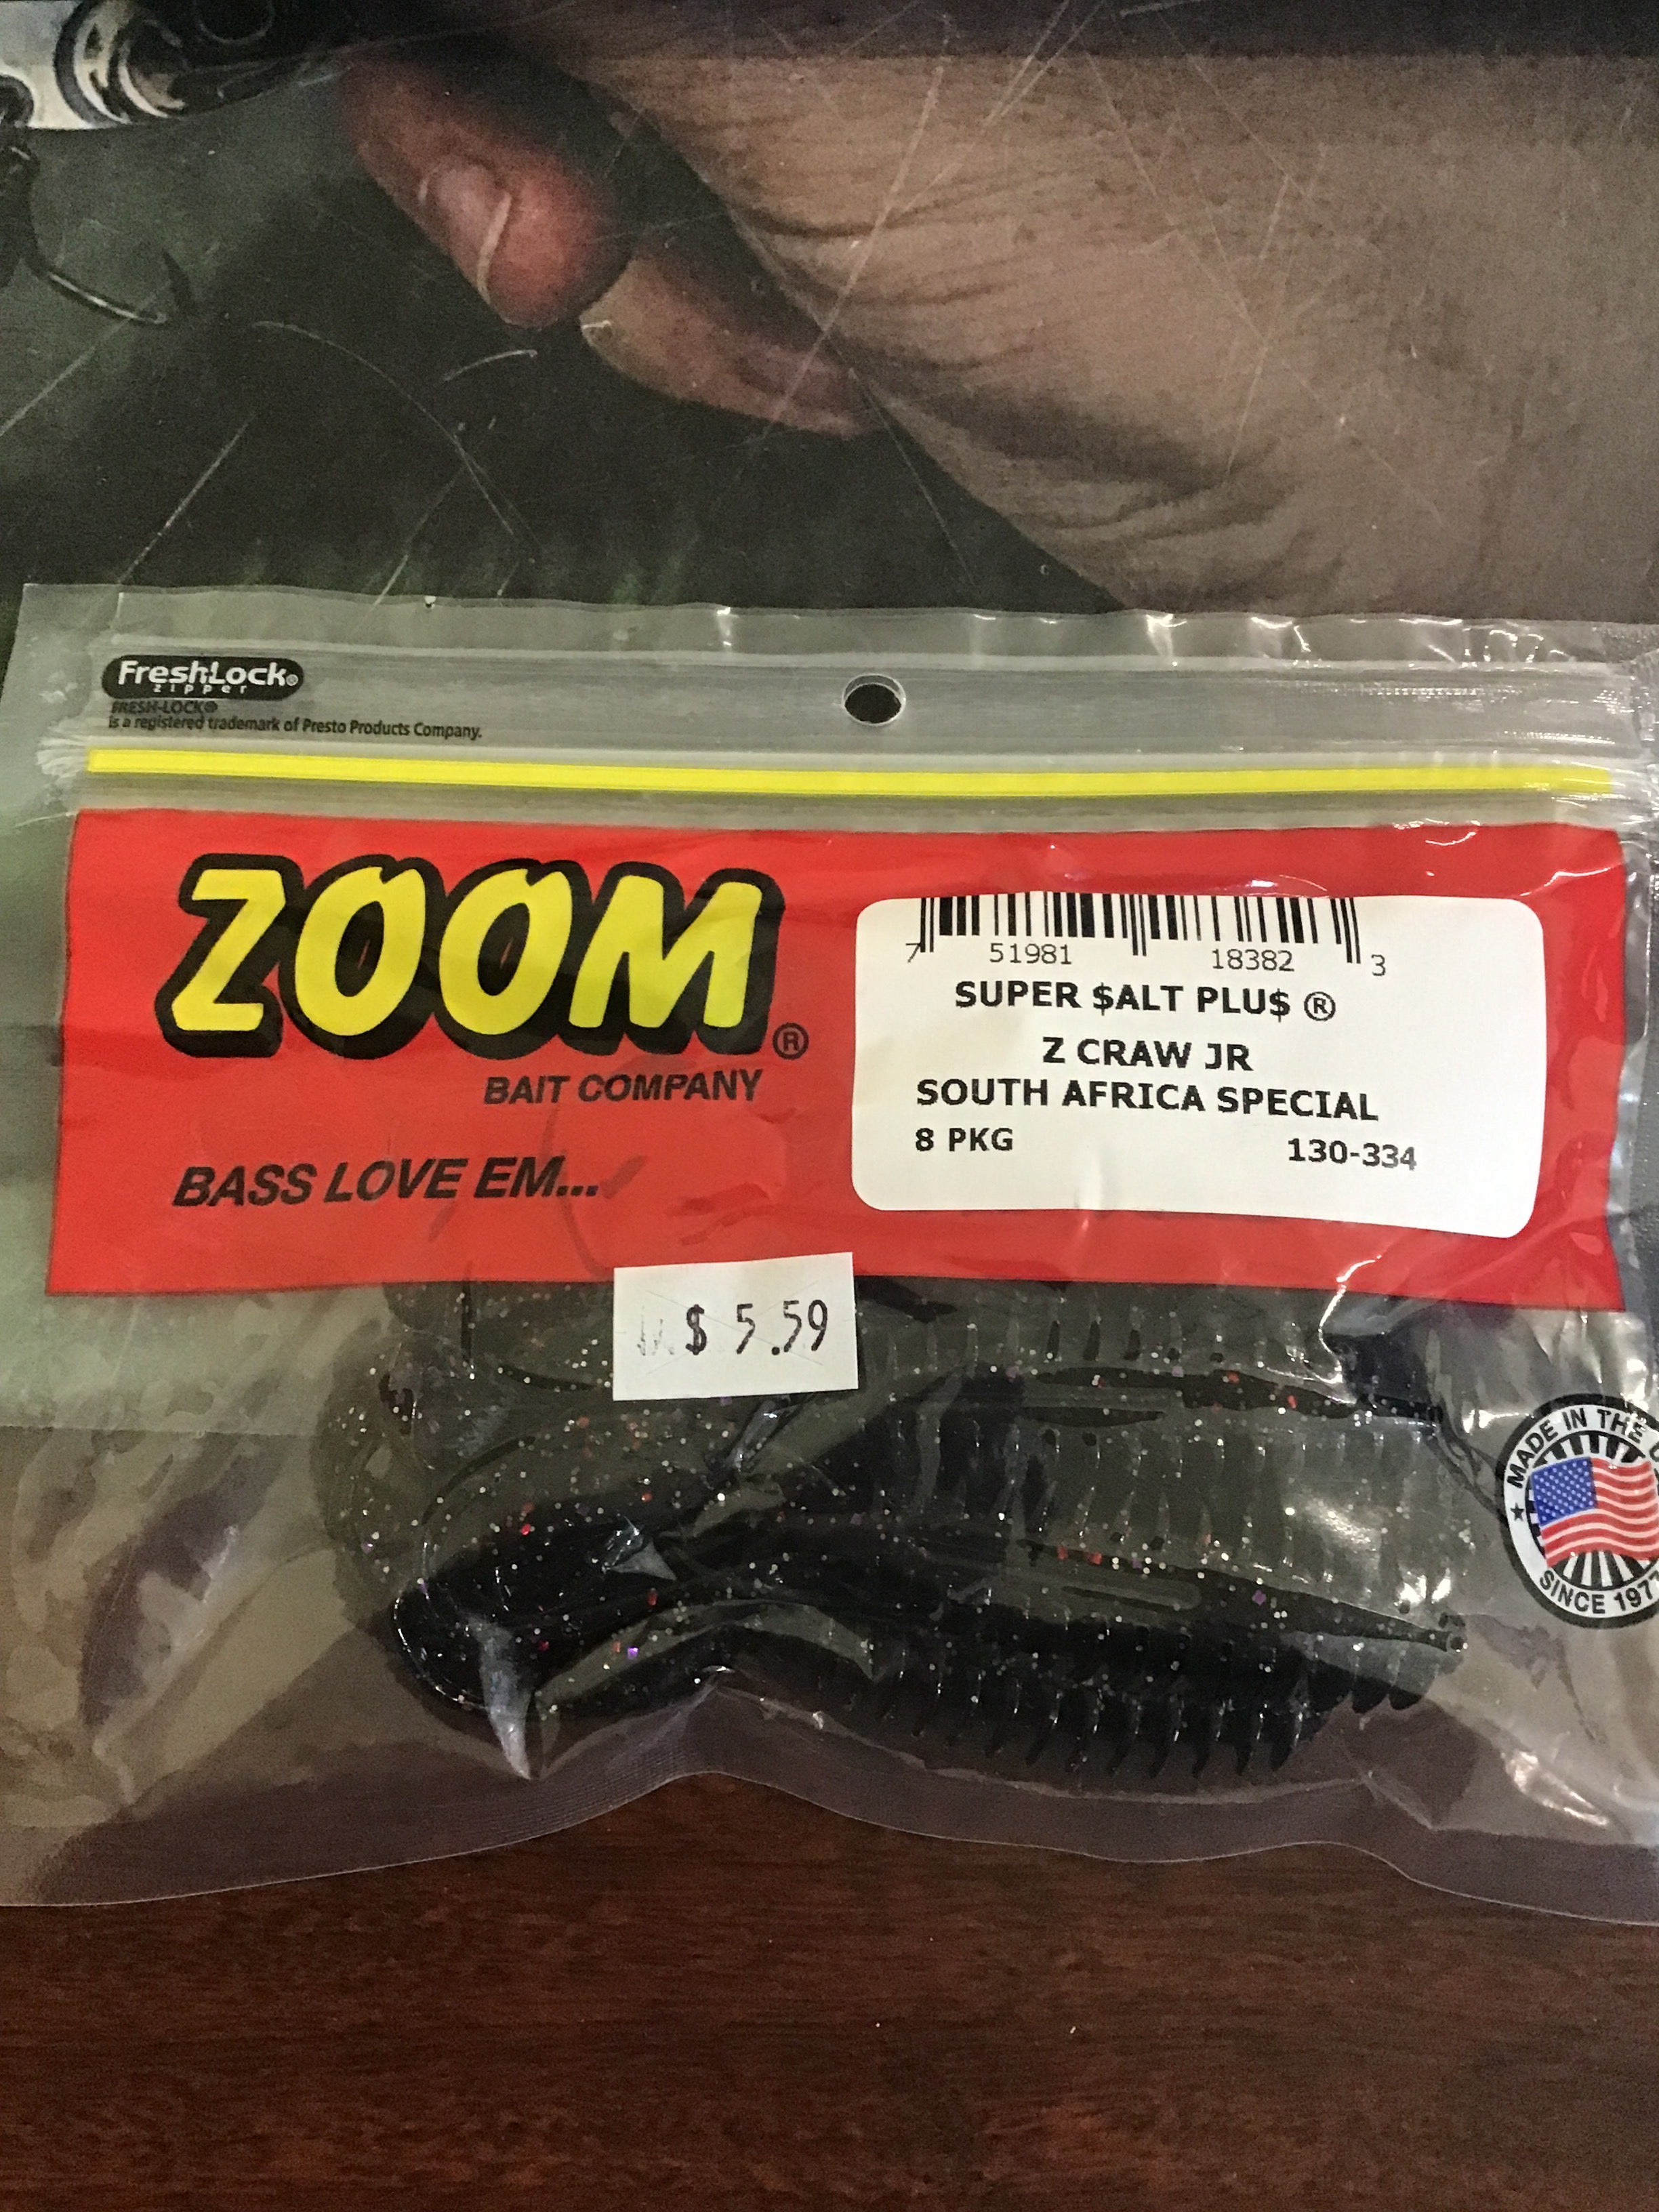 FreshLock®
zipper
FRESH-LOCK®
is a registered trademark of Presto Products Company.
ZOOM®
BAIT COMPANY
BASS LOVE EM...
7 51981 18382 3
SUPER $ALT PLU$ ®
Z CRAW JR
SOUTH AFRICA SPECIAL
8 PKG 130-334
$ 5.59
★ MADE IN THE
SINCE 1977